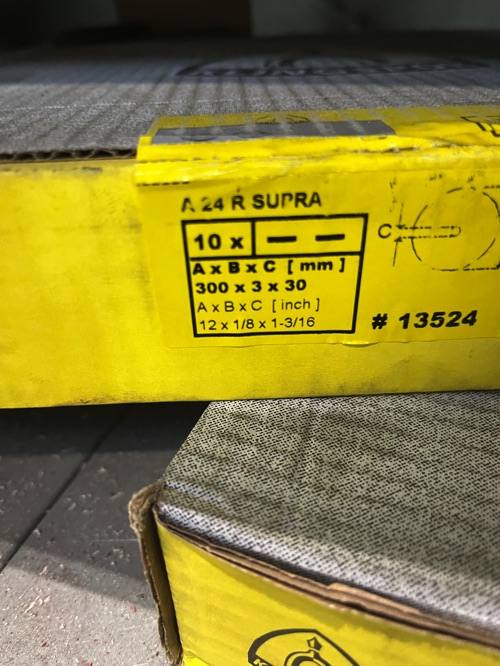 A 24 R SUPRA
10 x
A x B x C [ mm ]
300 x 3 x 30
A x B x C [ inch ]
12 x 1/8 x 1-3/16
C
# 13524